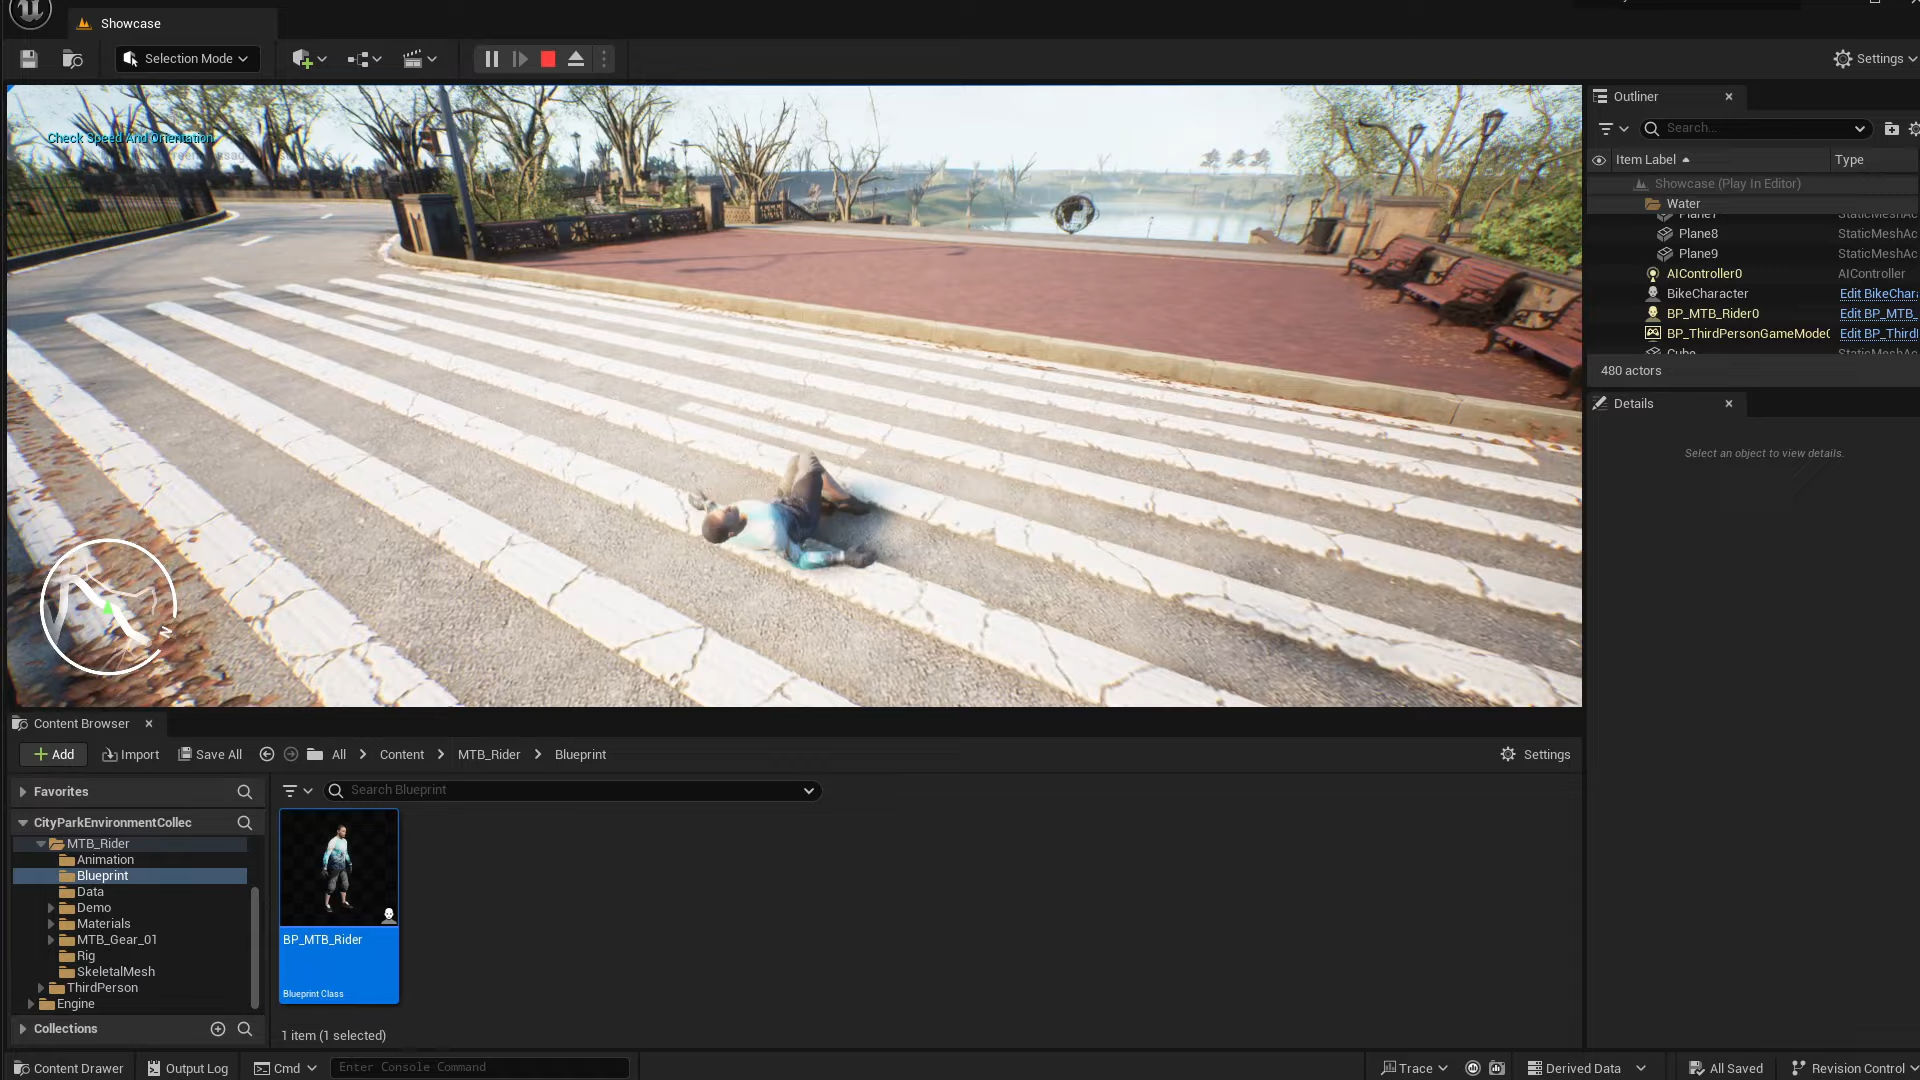 Showcase
Selection Mode
Settings
Check Speed And Orientation
N
Outliner
Search...
Item Label
Type
Showcase (Play In Editor)
Water
Plane8
StaticMeshAc
Plane9
StaticMeshAc
AIController0
AIController
BikeCharacter
Edit BikeChar
BP_MTB_Rider0
Edit BP_MTB_
BP_ThirdPersonGameMode
Edit BP_Third
Cube
StaticMeshAc
480 actors
Details
Select an object to view details.
Content Browser
Add
Import
Save All
All
Content
MTB_Rider
Blueprint
Settings
Favorites
Search Blueprint
CityParkEnvironmentCollec
MTB_Rider
Animation
Blueprint
Data
Demo
Materials
MTB_Gear_01
Rig
SkeletalMesh
ThirdPerson
Engine
BP_MTB_Rider
Blueprint Class
Collections
1 item (1 selected)
Content Drawer
Output Log
Cmd
Enter Console Command
Trace
Derived Data
All Saved
Revision Control